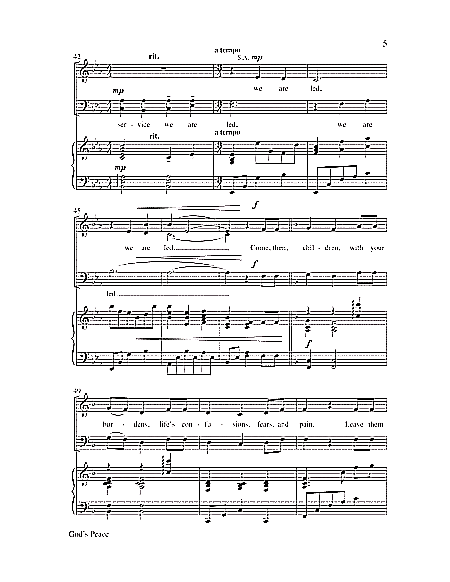 5
42
rit.
a tempo
S.A. mp
we are led,
mp
ser - vice we are led, we are
rit.
a tempo
mp
45
f
we are led. Come, then, chil - dren, with your
f
led.
f
49
bur - dens, life's con - fu - sions, fears, and pain. Leave them
God's Peace